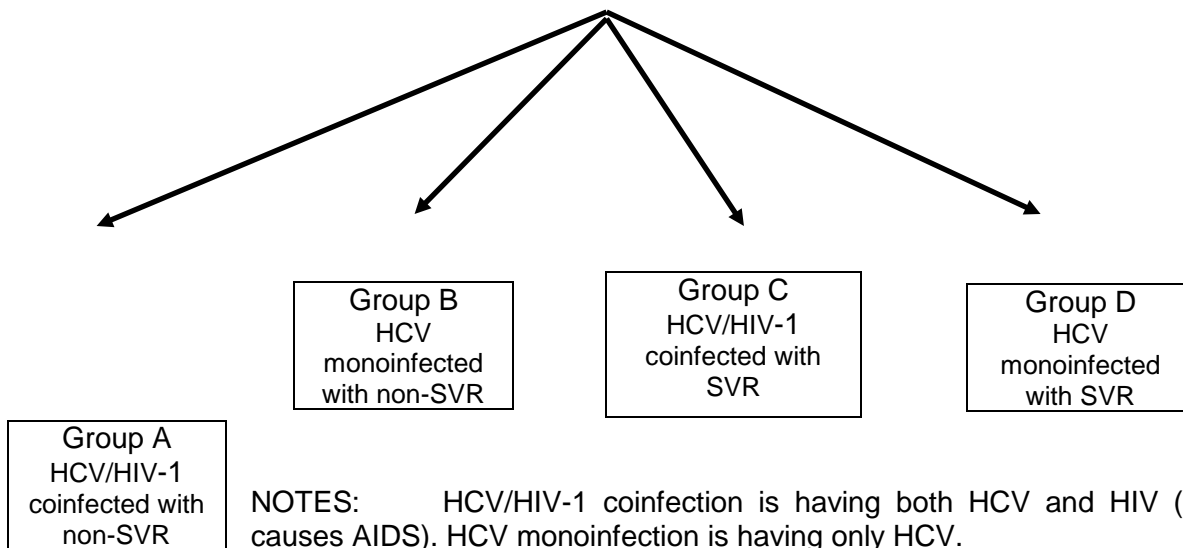 Group B
HCV
monoinfected
with non-SVR
Group C
HCV/HIV-1
coinfected with
SVR
Group D
HCV
monoinfected
with SVR
Group A
HCV/HIV-1
coinfected with
non-SVR
NOTES: HCV/HIV-1 coinfection is having both HCV and HIV (
causes AIDS). HCV monoinfection is having only HCV.